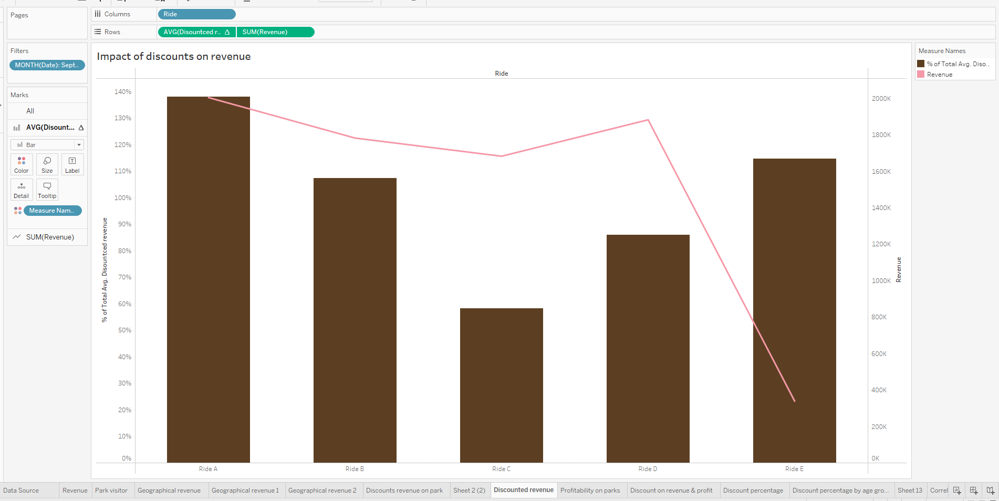 Pages
Columns
Ride
Rows
AVG(Disountced r..
SUM(Revenue)
Filters
MONTH(Date): Sept..
Marks
All
AVG(Disount...
Bar
Color
Size
Label
Detail
Tooltip
Measure Nam..
SUM(Revenue)
Impact of discounts on revenue
Ride
% of Total Avg. Disountced revenue
140%
130%
120%
110%
100%
90%
80%
70%
60%
50%
40%
30%
20%
10%
0%
2000K
1800K
1600K
1400K
1200K
1000K
800K
600K
400K
200K
0K
Revenue
Ride A
Ride B
Ride C
Ride D
Ride E
Measure Names
% of Total Avg. Diso..
Revenue
Data Source
Revenue
Park visitor
Geographical revenue
Geographical revenue 1
Geographical revenue 2
Discounts revenue on park
Sheet 2 (2)
Discounted revenue
Profitability on parks
Discount on revenue & profit
Discount percentage
Discount percentage by age gro...
Sheet 13
Correl